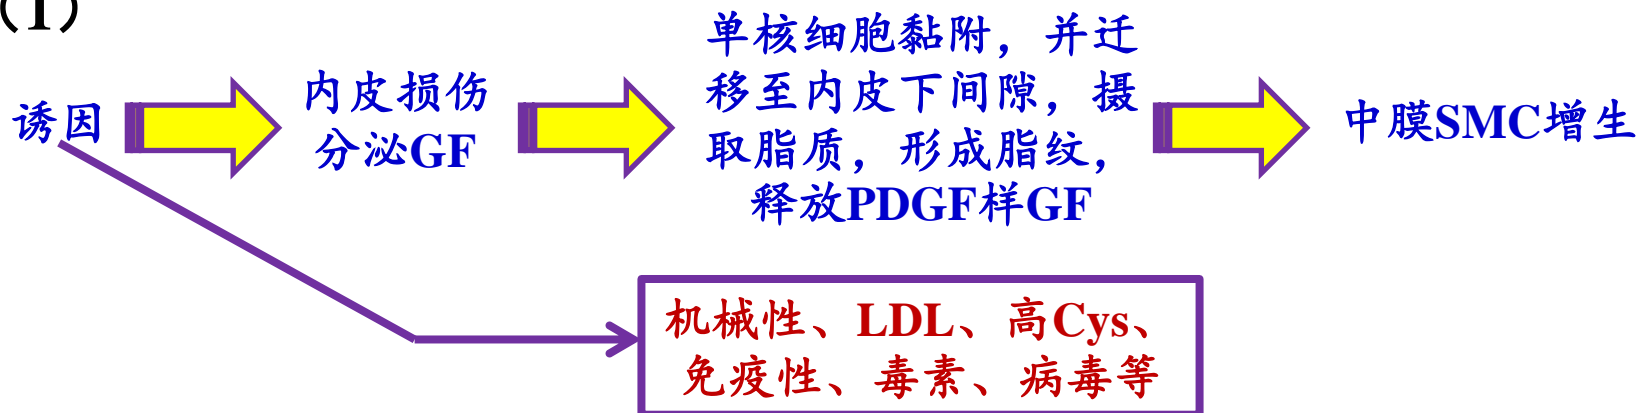 （1）
诱因
内皮损伤
分泌GF
单核细胞黏附，并迁
移至内皮下间隙，摄
取脂质，形成脂纹，
释放PDGF样GF
中膜SMC增生
机械性、LDL、高Cys、
免疫性、毒素、病毒等